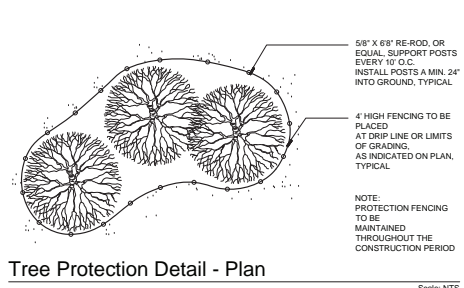 5/8" X 6'8" RE-ROD, OR
EQUAL, SUPPORT POSTS
EVERY 10' O.C.
INSTALL POSTS A MIN. 24"
INTO GROUND, TYPICAL
4' HIGH FENCING TO BE
PLACED
AT DRIP LINE OR LIMITS
OF GRADING,
AS INDICATED ON PLAN,
TYPICAL
NOTE:
PROTECTION FENCING
TO BE
MAINTAINED
THROUGHOUT THE
CONSTRUCTION PERIOD
Tree Protection Detail - Plan
Scale: NTS